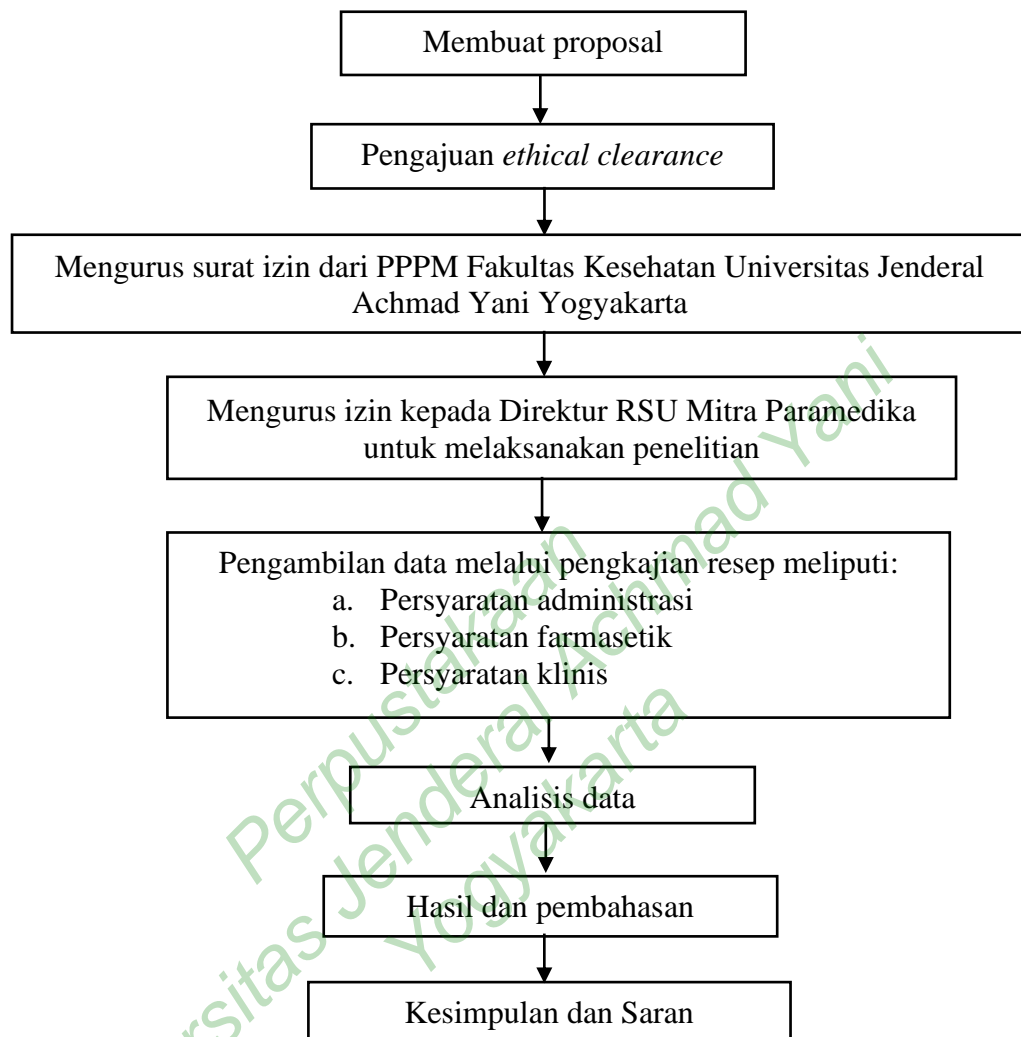 Membuat proposal
Pengajuan ethical clearance
Mengurus surat izin dari PPPM Fakultas Kesehatan Universitas Jenderal
Achmad Yani Yogyakarta
Mengurus izin kepada Direktur RSU Mitra Paramedika
untuk melaksanakan penelitian
Pengambilan data melalui pengkajian resep meliputi:
a. Persyaratan administrasi
b. Persyaratan farmasetik
c. Persyaratan klinis
Analisis data
Hasil dan pembahasan
Kesimpulan dan Saran
Perpustakaan
rsitas Jenderal Achmad Yani
Yogyakarta